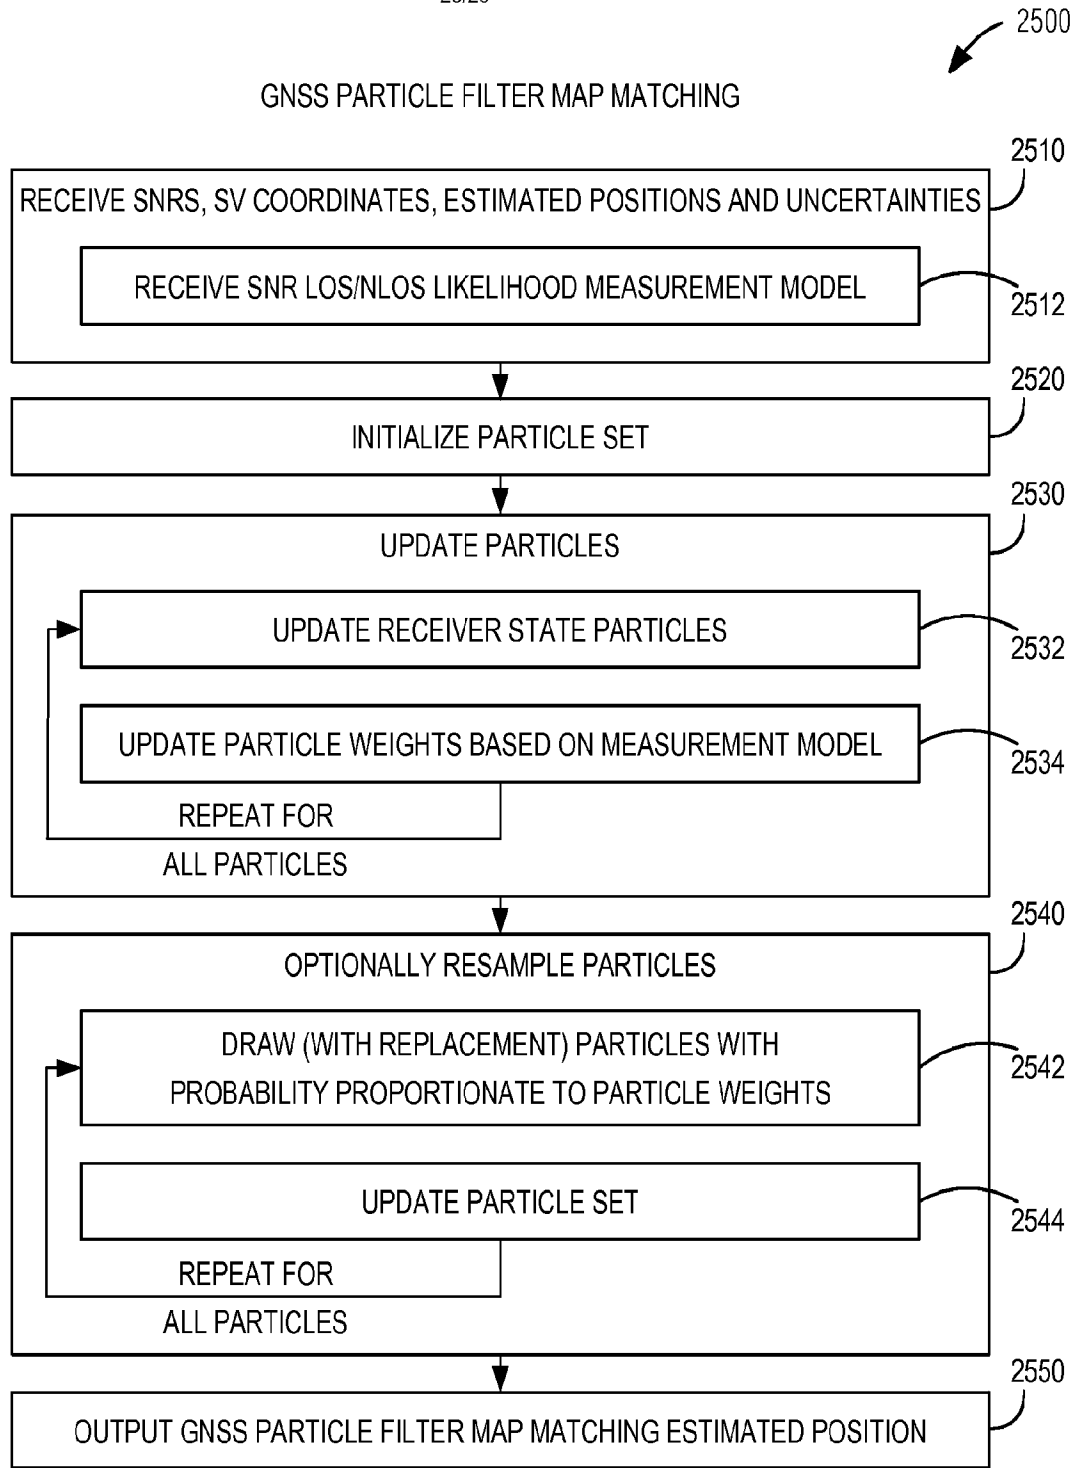 2500
GNSS PARTICLE FILTER MAP MATCHING
2510
RECEIVE SNRS, SV COORDINATES, ESTIMATED POSITIONS AND UNCERTAINTIES
RECEIVE SNR LOS/NLOS LIKELIHOOD MEASUREMENT MODEL
2512
2520
INITIALIZE PARTICLE SET
2530
UPDATE PARTICLES
UPDATE RECEIVER STATE PARTICLES
2532
UPDATE PARTICLE WEIGHTS BASED ON MEASUREMENT MODEL
2534
REPEAT FOR
ALL PARTICLES
2540
OPTIONALLY RESAMPLE PARTICLES
DRAW (WITH REPLACEMENT) PARTICLES WITH
PROBABILITY PROPORTIONATE TO PARTICLE WEIGHTS
2542
UPDATE PARTICLE SET
2544
REPEAT FOR
ALL PARTICLES
2550
OUTPUT GNSS PARTICLE FILTER MAP MATCHING ESTIMATED POSITION